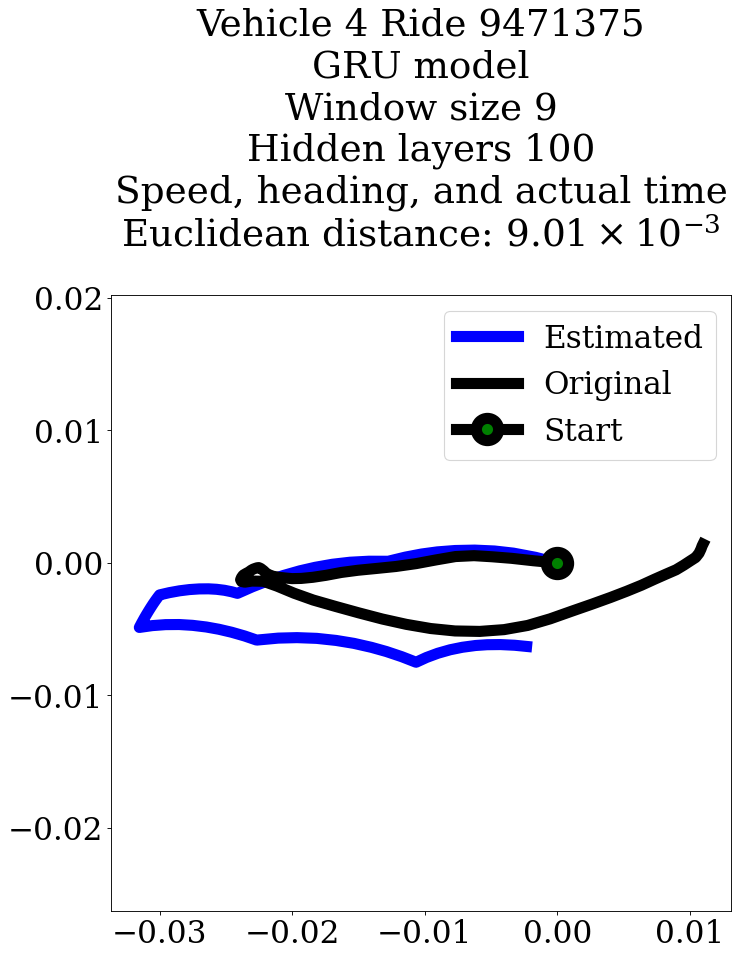 Vehicle 4 Ride 9471375
GRU model
Window size 9
Hidden layers 100
Speed, heading, and actual time
Euclidean distance: 9.01 × 10⁻³
0.02
0.01
0.00
−0.01
−0.02
Estimated
Original
Start
−0.03 −0.02 −0.01 0.00 0.01